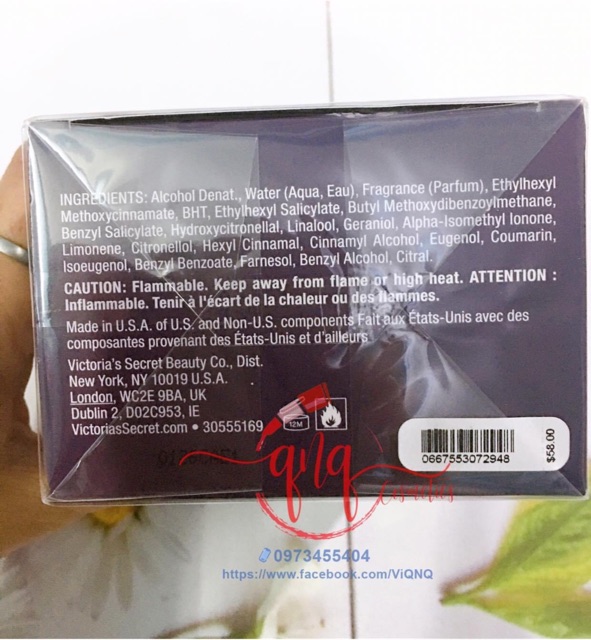 INGREDIENTS: Alcohol Denat., Water (Aqua, Eau), Fragrance (Parfum), Ethylhexyl
Methoxycinnamate, BHT, Ethylhexyl Salicylate, Butyl Methoxydibenzoylmethane,
Benzyl Salicylate, Hydroxycitronellal, Linalool, Geraniol, Alpha-Isomethyl Ionone,
Limonene, Citronellol, Hexyl Cinnamal, Cinnamyl Alcohol, Eugenol, Coumarin,
Isoeugenol, Benzyl Benzoate, Farnesol, Benzyl Alcohol, Citral.
CAUTION: Flammable. Keep away from flame or high heat. ATTENTION :
Inflammable. Tenir à l'écart de la chaleur ou des flammes.
Made in U.S.A. of U.S. and Non-U.S. components Fait aux États-Unis avec des
composantes provenant des États-Unis et d'ailleurs
Victoria's Secret Beauty Co., Dist.
New York, NY 10019 U.S.A.
London, WC2E 9BA, UK
Dublin 2, D02C953, IE
VictoriasSecret.com • 30555169
12M
0667553072948
$58.00
qnq
Cosmetics
0973455404
https://www.facebook.com/ViQNQ